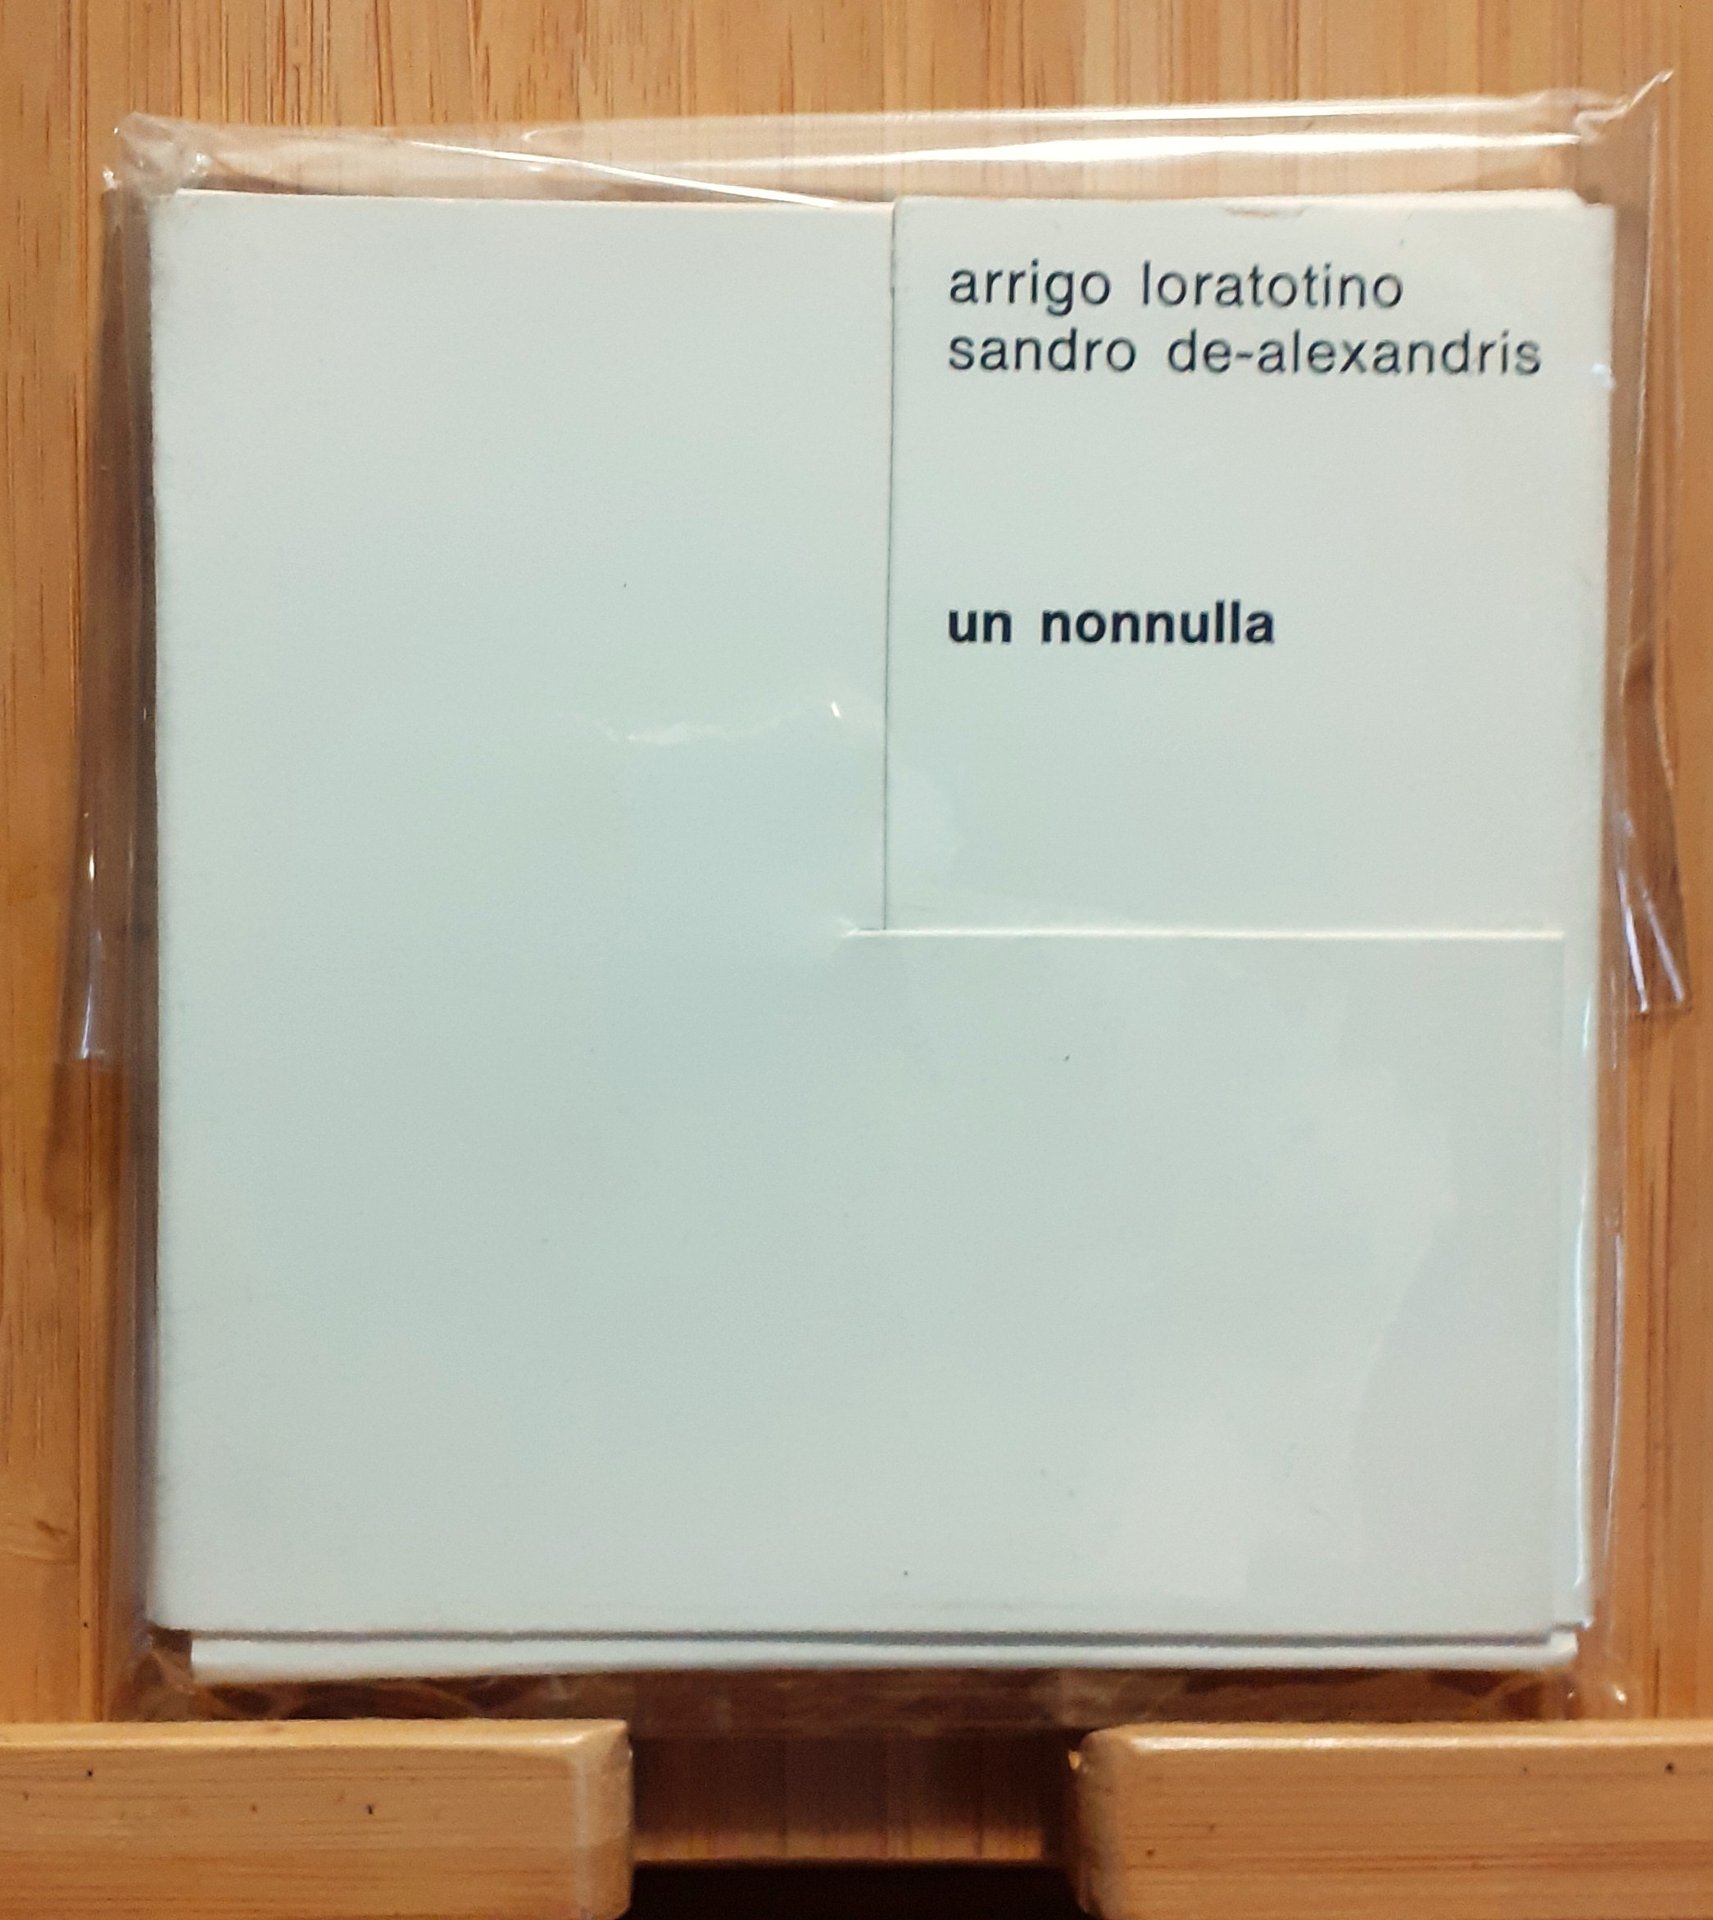 arrigo loratotino
sandro de-alexandris
un nonnulla